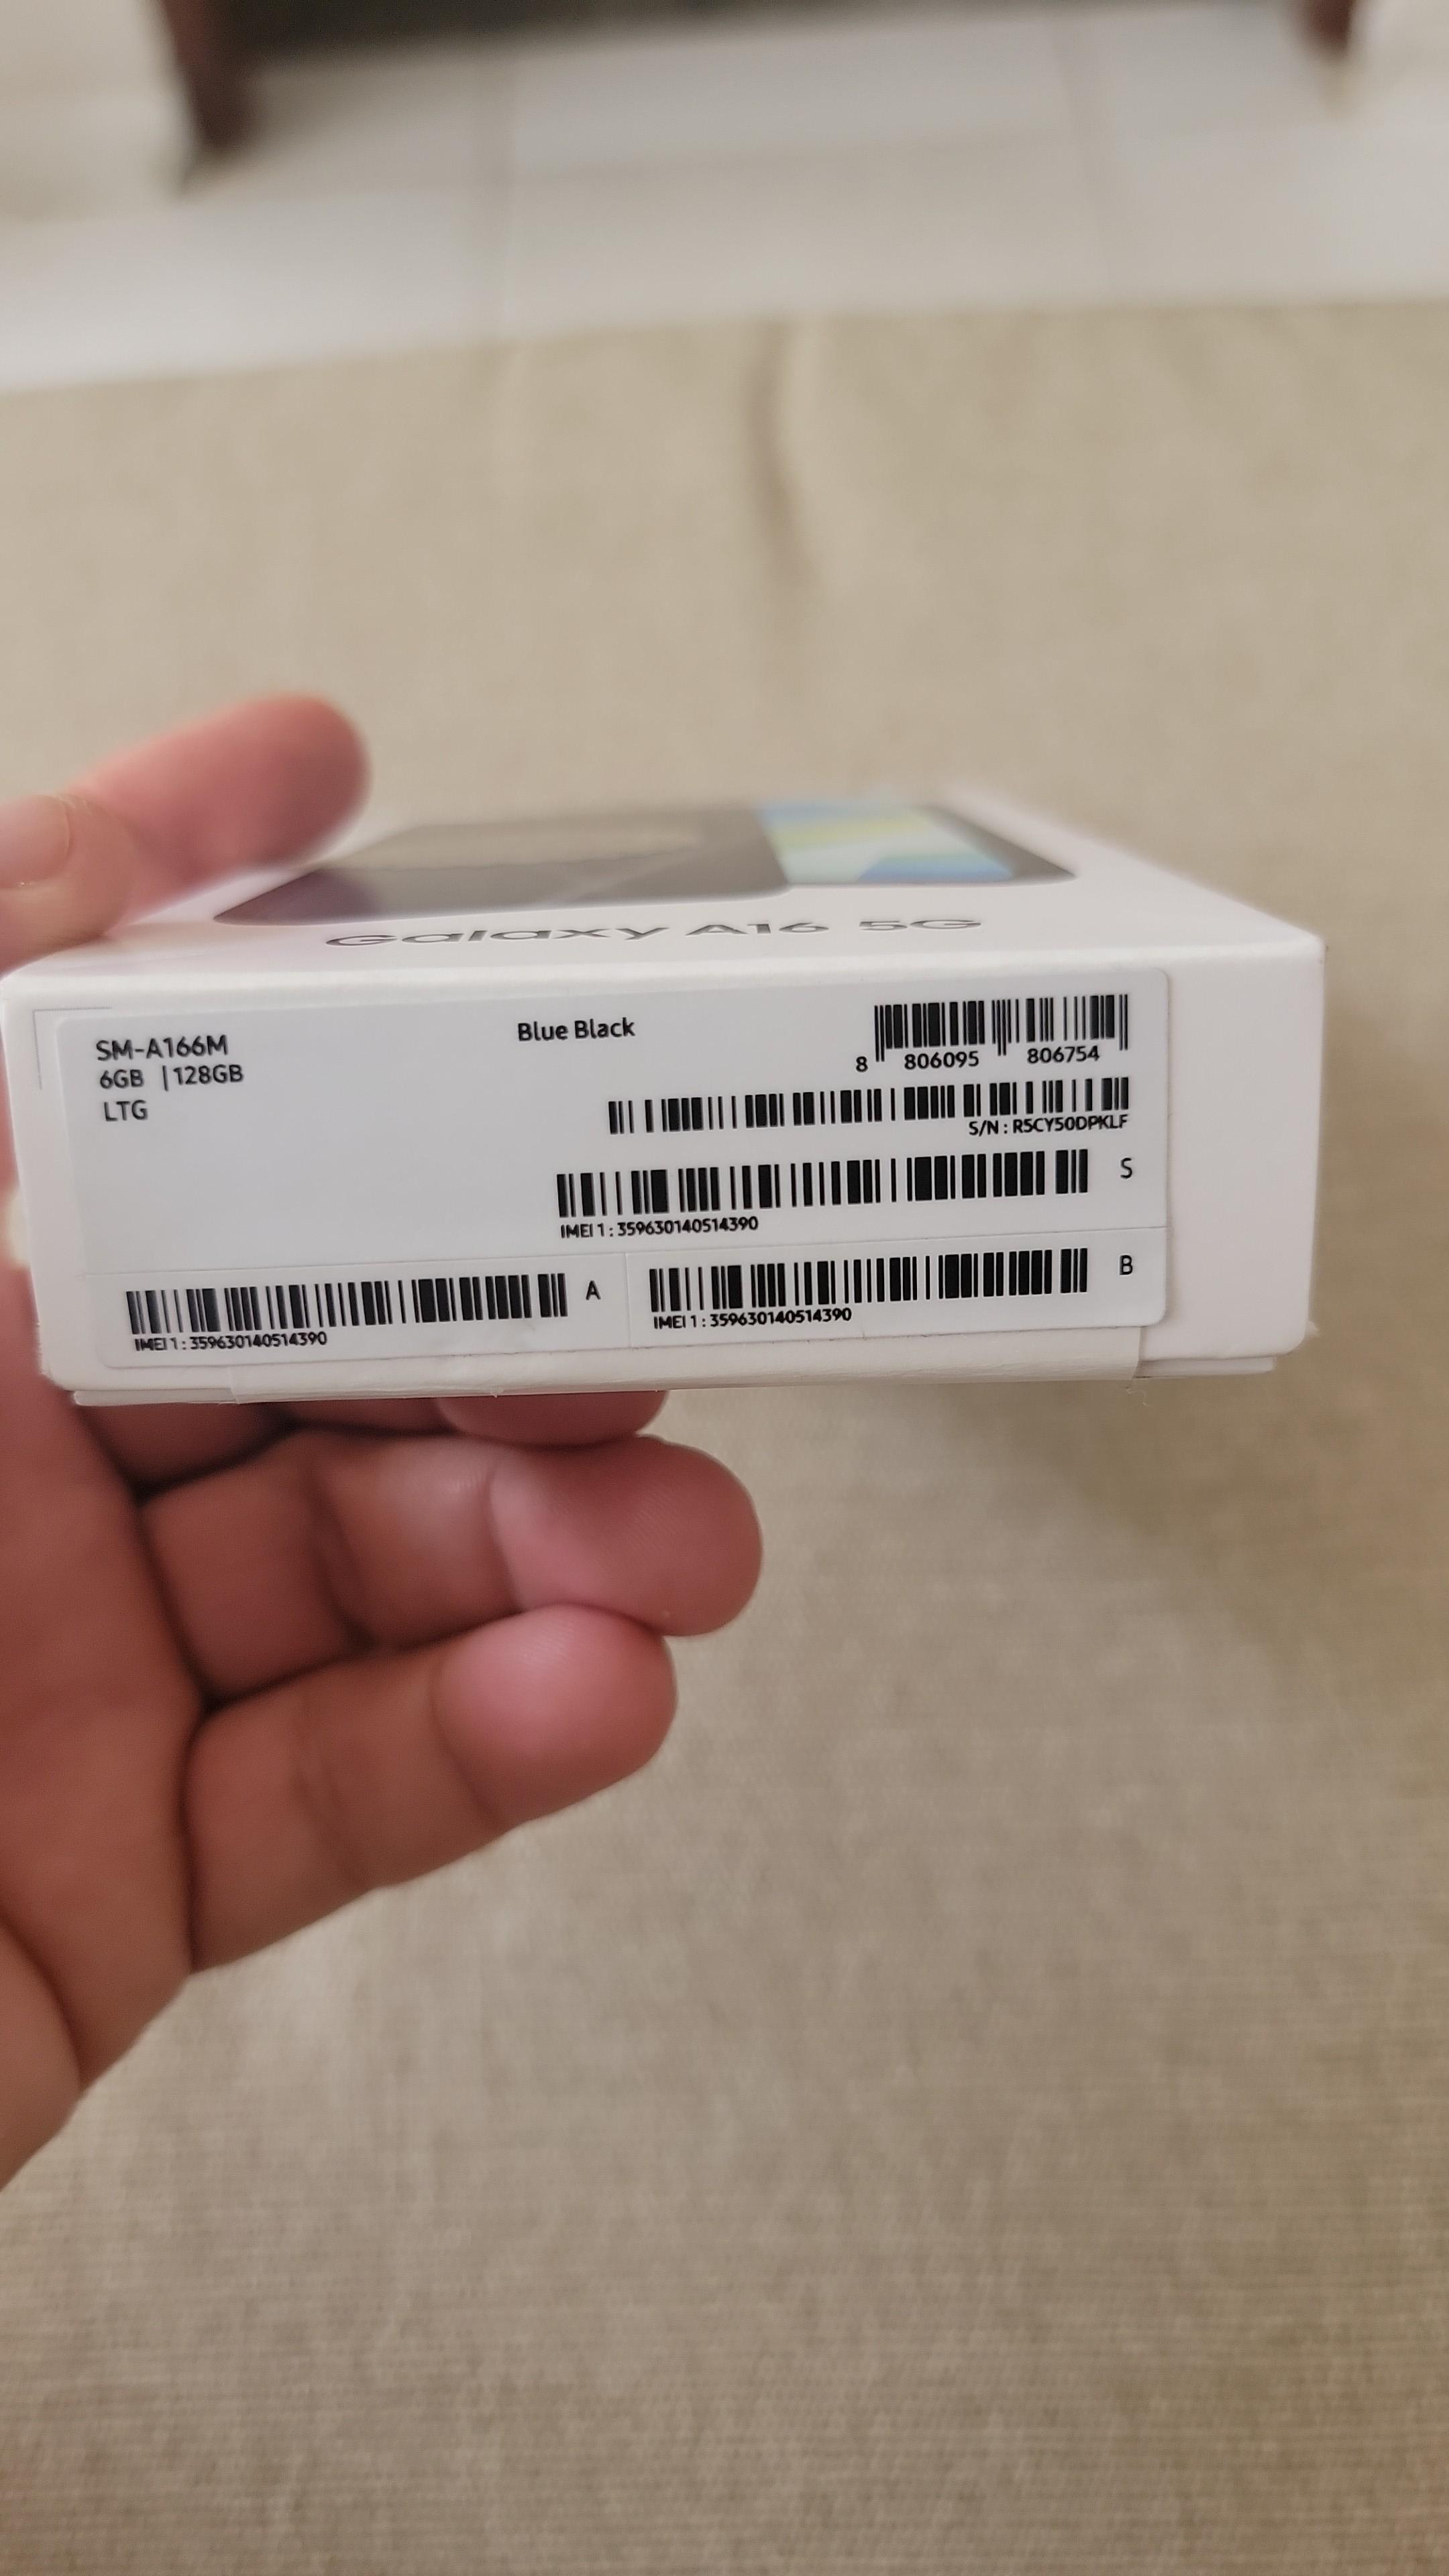 Galaxy A16 5G
SM-A166M
6GB | 128GB
LTG
Blue Black
8 806095 806754
S/N : R5CY50DPKLF
S
IMEI 1 : 359630140514390
A
IMEI 1 : 359630140514390
B
IMEI 1 : 359630140514390